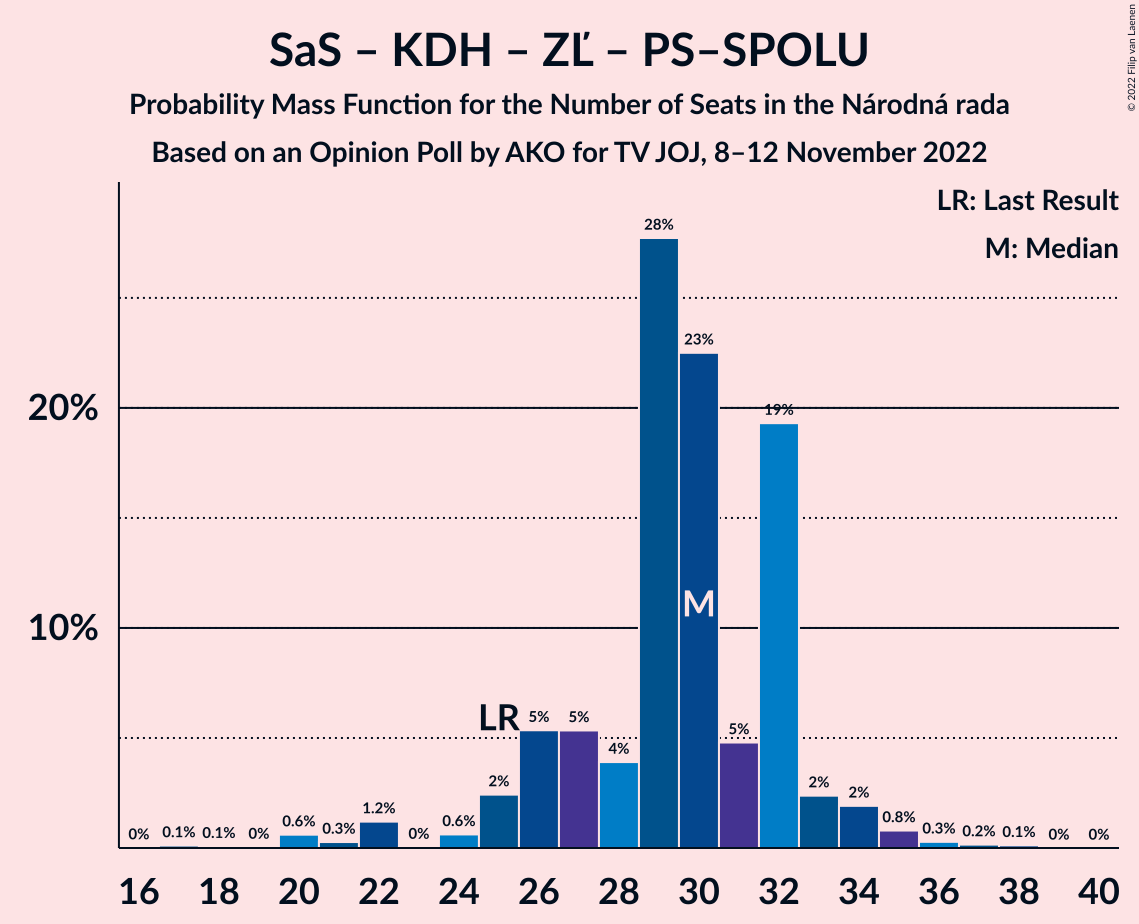 SaS – KDH – ZĽ – PS–SPOLU
Probability Mass Function for the Number of Seats in the Národná rada
Based on an Opinion Poll by AKO for TV JOJ, 8–12 November 2022
© 2022 Filip van Laenen
LR: Last Result
M: Median
20%
10%
0% 0.1% 0.1% 0% 0.6% 0.3% 1.2% 0% 0.6% 2% 5% 5% 4% 28% 23% 5% 19% 2% 2% 0.8% 0.3% 0.2% 0.1% 0% 0%
LR
M
16 18 20 22 24 26 28 30 32 34 36 38 40